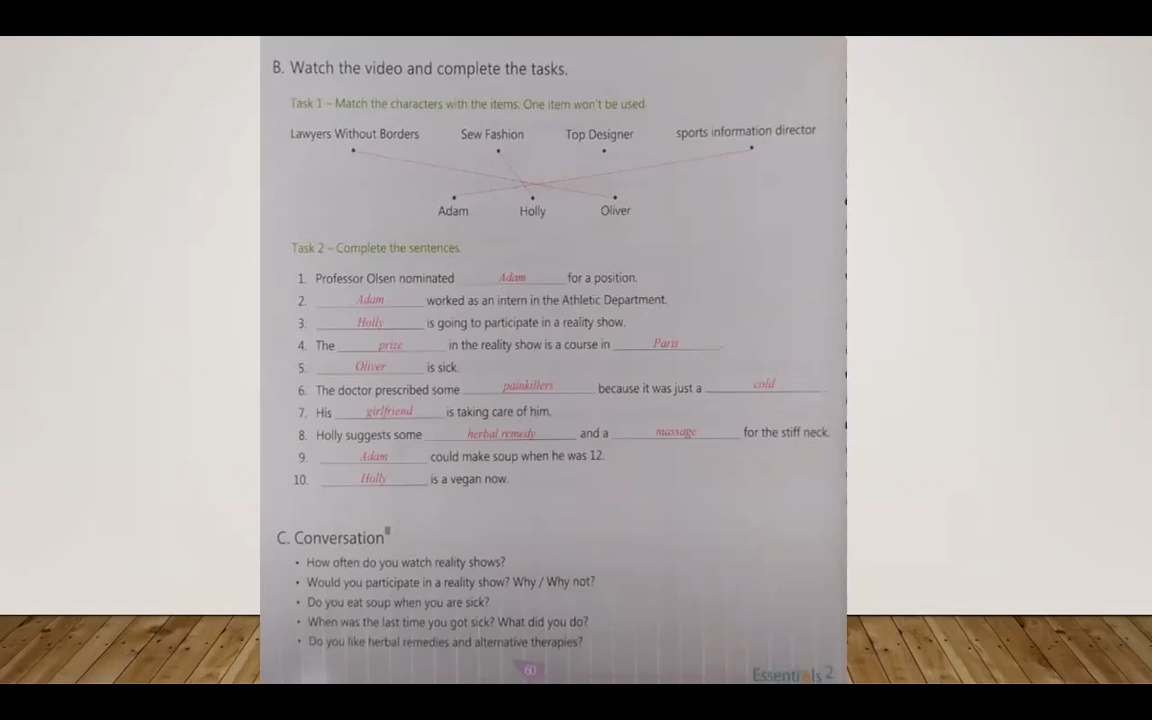 B. Watch the video and complete the tasks.
Task 1 – Match the characters with the items. One item won't be used
Lawyers Without Borders Sew Fashion Top Designer sports information director
Adam Holly Oliver
Task 2 – Complete the sentences.
1. Professor Olsen nominated Adam for a position.
2. Adam worked as an intern in the Athletic Department.
3. Holly is going to participate in a reality show.
4. The prize in the reality show is a course in Paris.
5. Oliver is sick.
6. The doctor prescribed some painkillers because it was just a cold
7. His girlfriend is taking care of him.
8. Holly suggests some herbal remedy and a massage for the stiff neck.
9. Adam could make soup when he was 12.
10. Holly is a vegan now.
C. Conversation
• How often do you watch reality shows?
• Would you participate in a reality show? Why / Why not?
• Do you eat soup when you are sick?
• When was the last time you got sick? What did you do?
• Do you like herbal remedies and alternative therapies?
60
Essentials 2